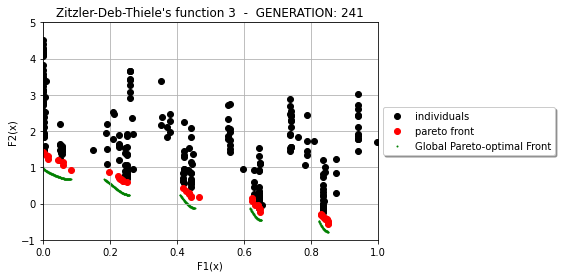 Zitzler-Deb-Thiele's function 3 - GENERATION: 241
5
4
3
2
1
0
−1
F2(x)
0.0 0.2 0.4 0.6 0.8 1.0
F1(x)
individuals
pareto front
Global Pareto-optimal Front